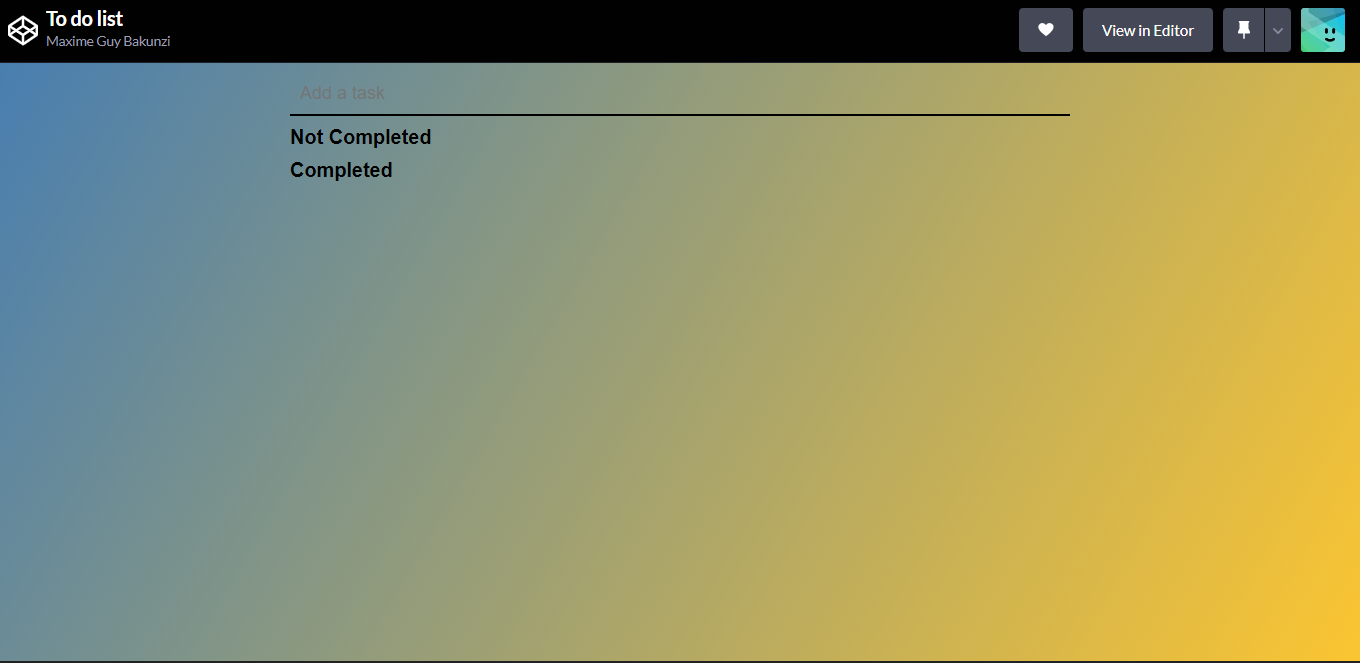 To do list
Maxime Guy Bakunzi
View in Editor
Add a task
Not Completed
Completed